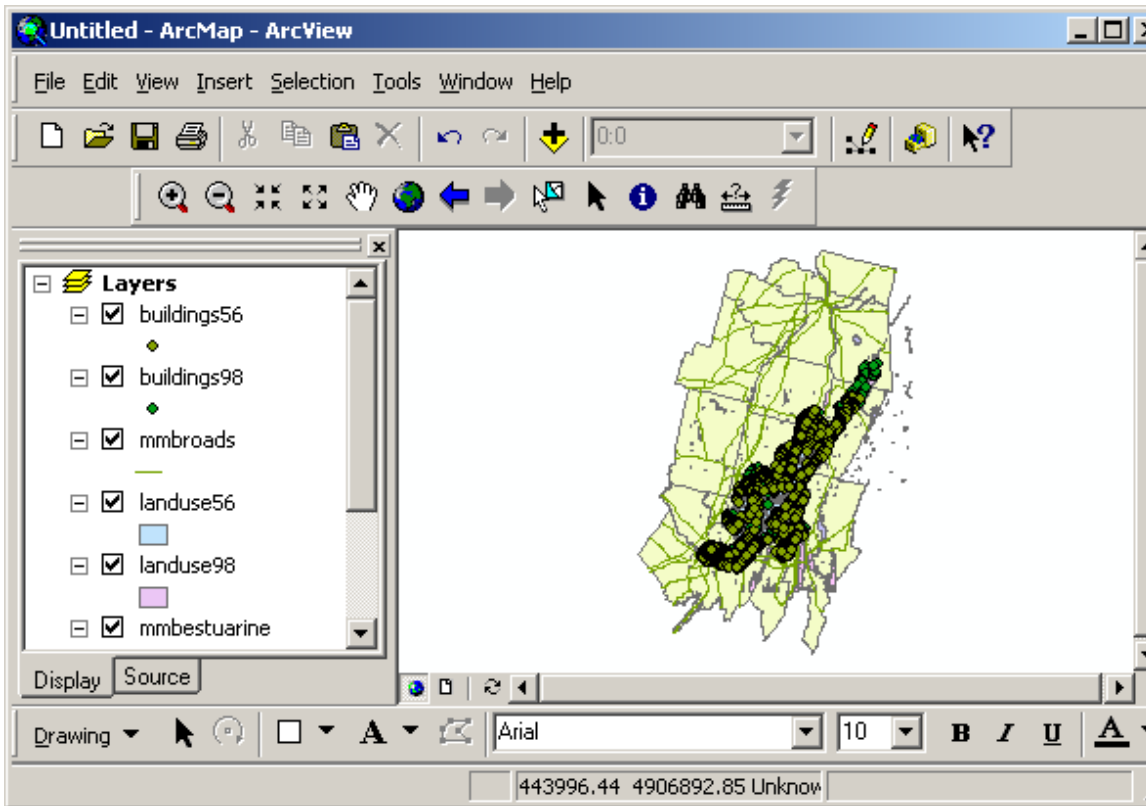 Untitled - ArcMap - ArcView
File Edit View Insert Selection Tools Window Help
0:0
Layers
buildings56
buildings98
mmbroads
landuse56
landuse98
mmbestuarine
Display Source
Drawing A Arial 10 B I U A
443996.44 4906892.85 Unknow